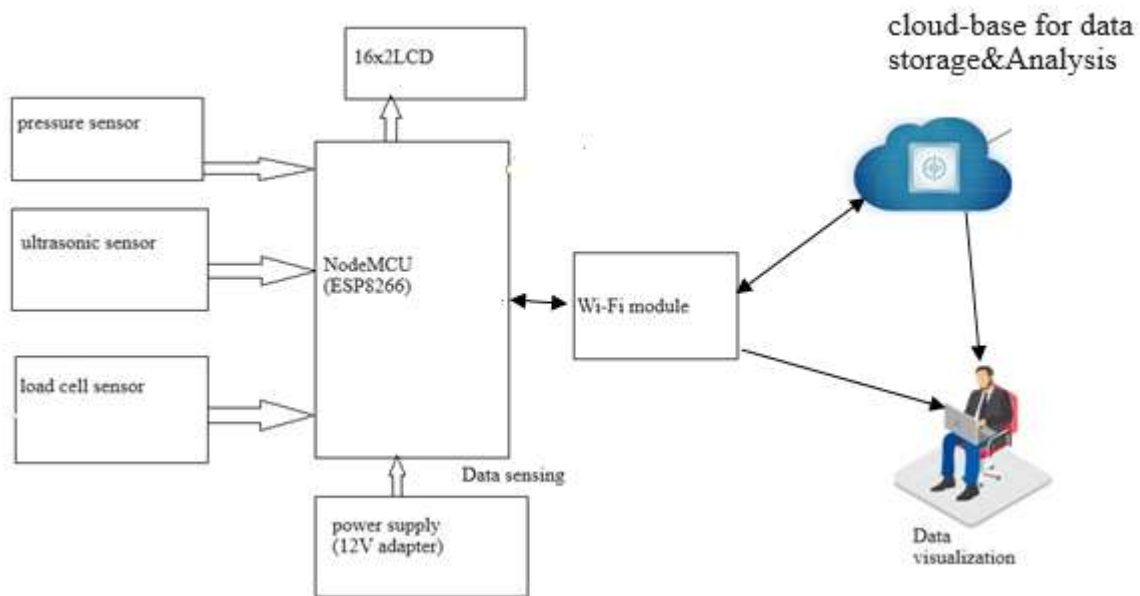 cloud-base for data
storage&Analysis
16x2LCD
pressure sensor
ultrasonic sensor
NodeMCU
(ESP8266)
Wi-Fi module
load cell sensor
Data sensing
power supply
(12V adapter)
Data
visualization